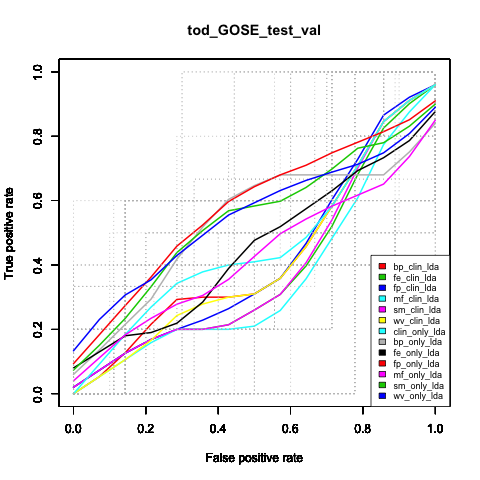 tod_GOSE_test_val
True positive rate
1.0
0.8
0.6
0.4
0.2
0.0
bp_clin_lda
fe_clin_lda
fp_clin_lda
mf_clin_lda
sm_clin_lda
wv_clin_lda
clin_only_lda
bp_only_lda
fe_only_lda
fp_only_lda
mf_only_lda
sm_only_lda
wv_only_lda
0.0 0.2 0.4 0.6 0.8 1.0
False positive rate